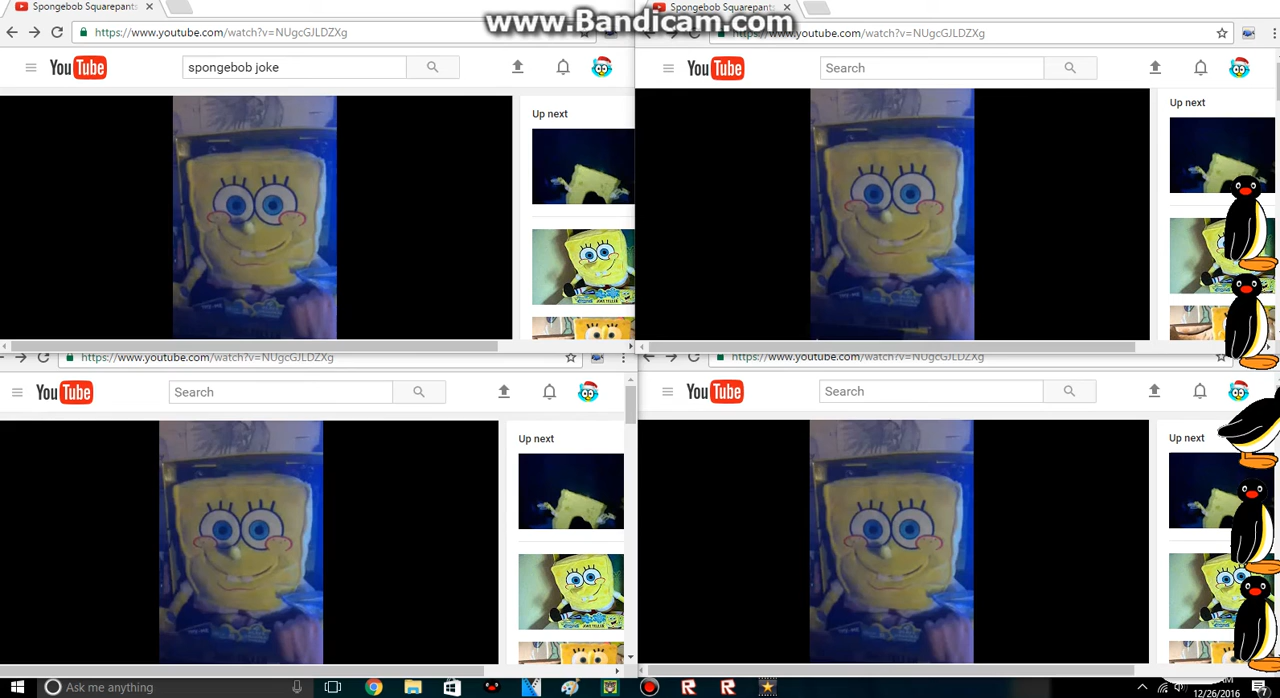 Spongebob Squarepants
Spongebob Squarepants
www.Bandicam.com
https://www.youtube.com/watch?v=NUgcGJLDZXg
https://www.youtube.com/watch?v=NUgcGJLDZXg
YouTube
spongebob joke
YouTube
Search
Up next
Up next
https://www.youtube.com/watch?v=NUgcGJLDZXg
https://www.youtube.com/watch?v=NUgcGJLDZXg
YouTube
Search
YouTube
Search
Up next
Up next
Ask me anything
12/26/2016